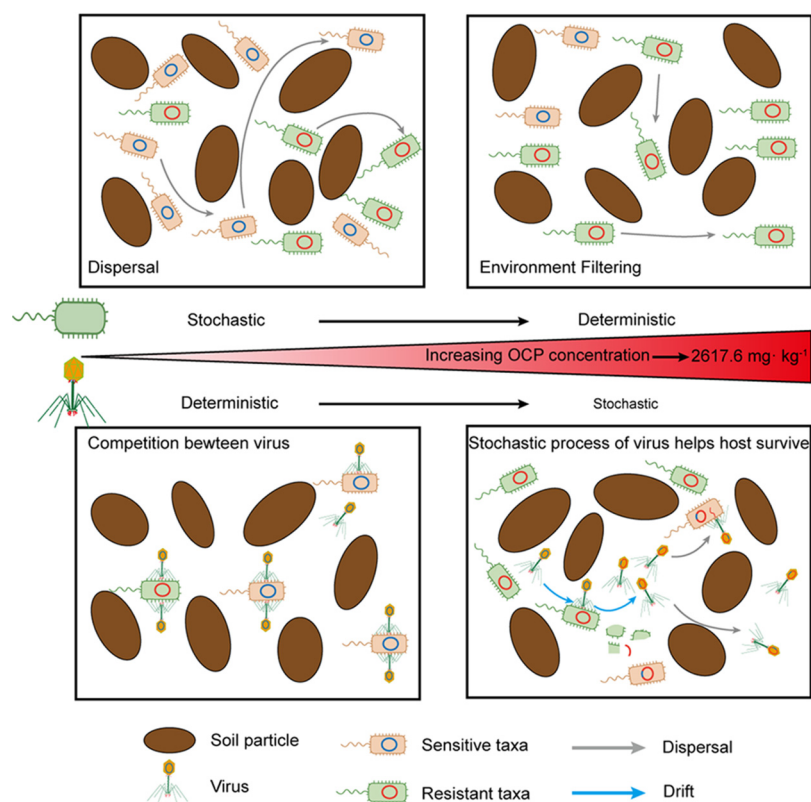 Dispersal
Environment Filtering
Stochastic
Deterministic
Increasing OCP concentration
2617.6 mg· kg⁻¹
Deterministic
Stochastic
Competition bewteen virus
Stochastic process of virus helps host survive
Soil particle
Sensitive taxa
Dispersal
Virus
Resistant taxa
Drift